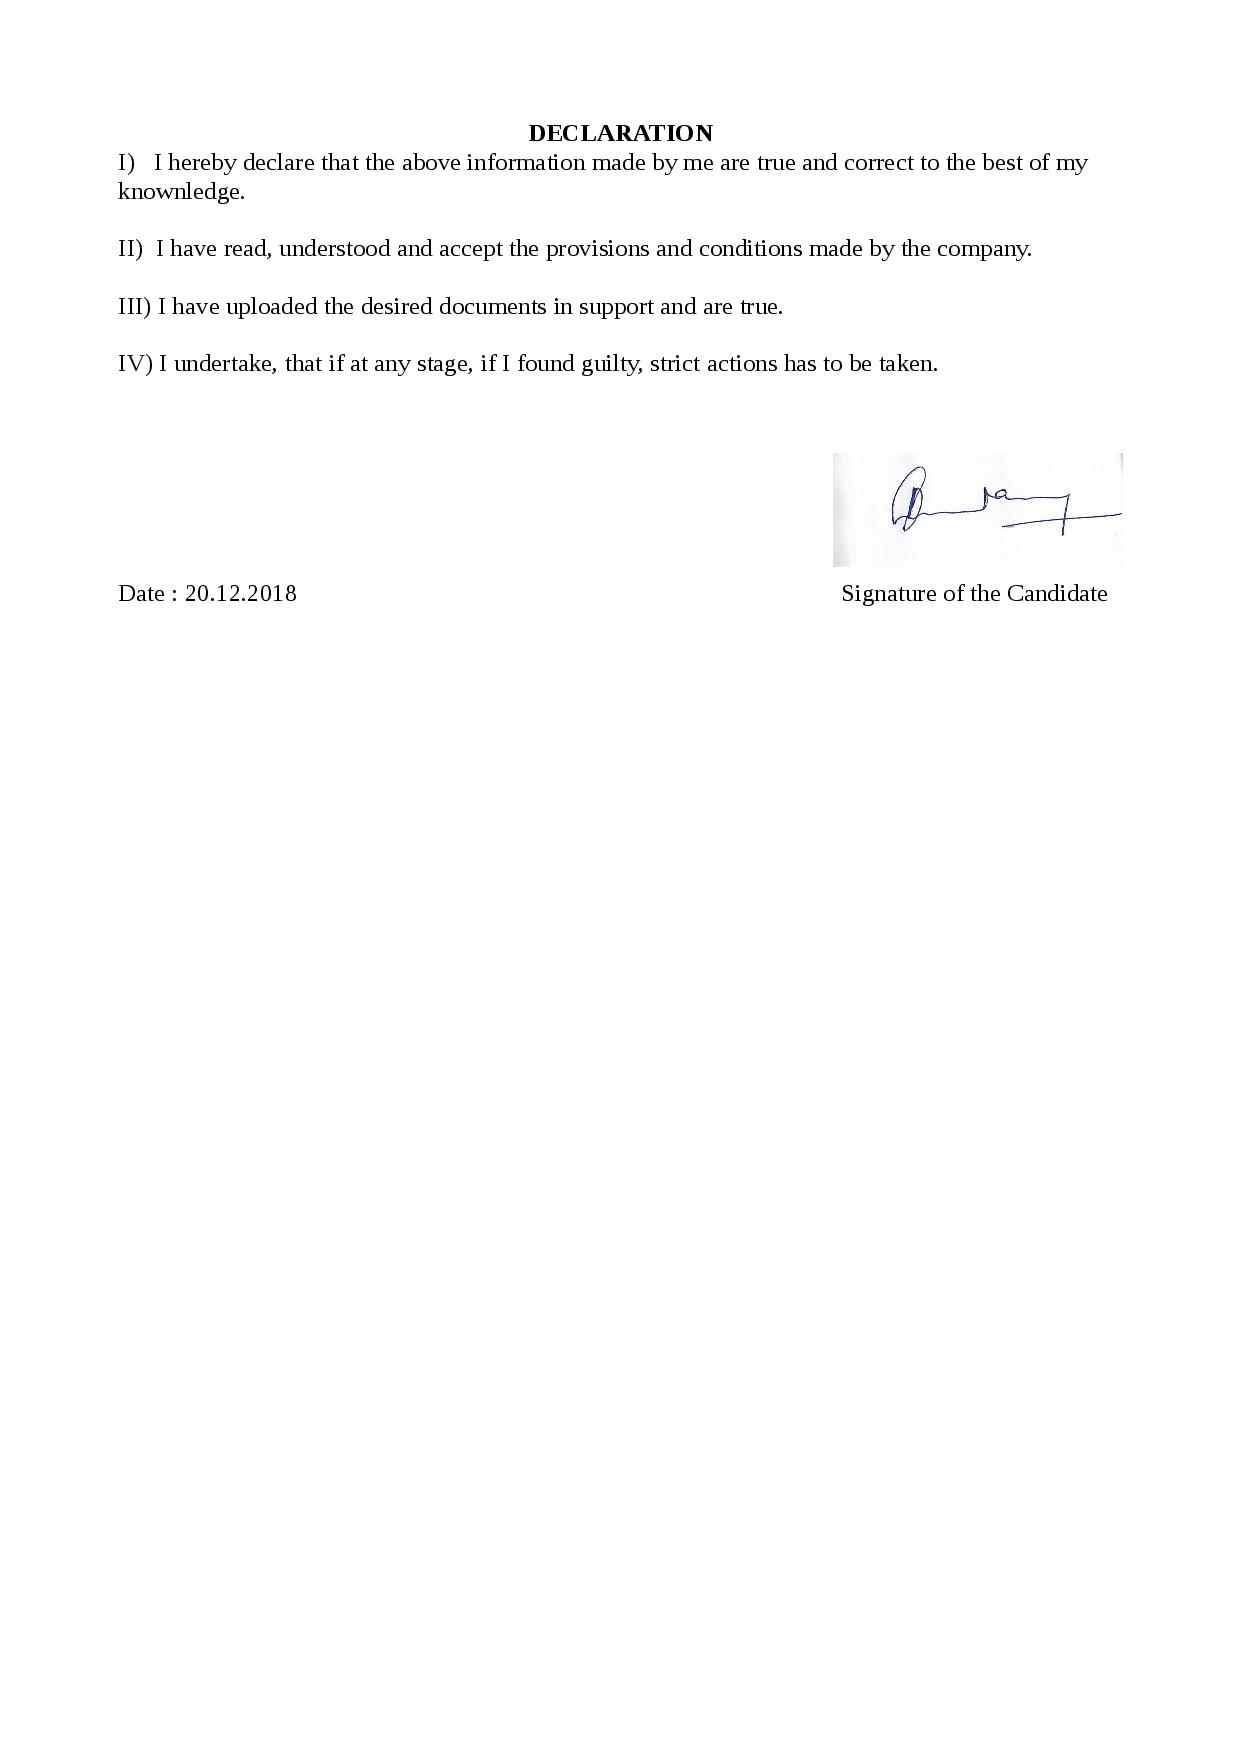 DECLARATION
I) I hereby declare that the above information made by me are true and correct to the best of my
knownledge.
II) I have read, understood and accept the provisions and conditions made by the company.
III) I have uploaded the desired documents in support and are true.
IV) I undertake, that if at any stage, if I found guilty, strict actions has to be taken.
Date : 20.12.2018 Signature of the Candidate